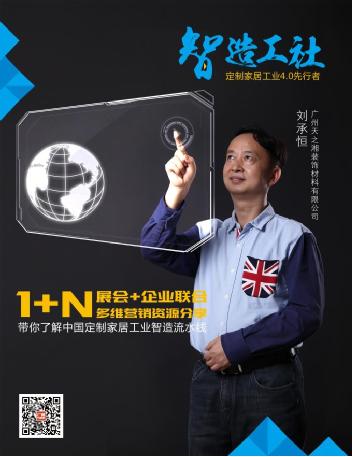 智造工社
定制家居工业4.0先行者
刘承恒
广州天之湘装饰材料有限公司
1+N 展会+企业联合
多维营销资源分享
带你了解中国定制家居工业智造流水线